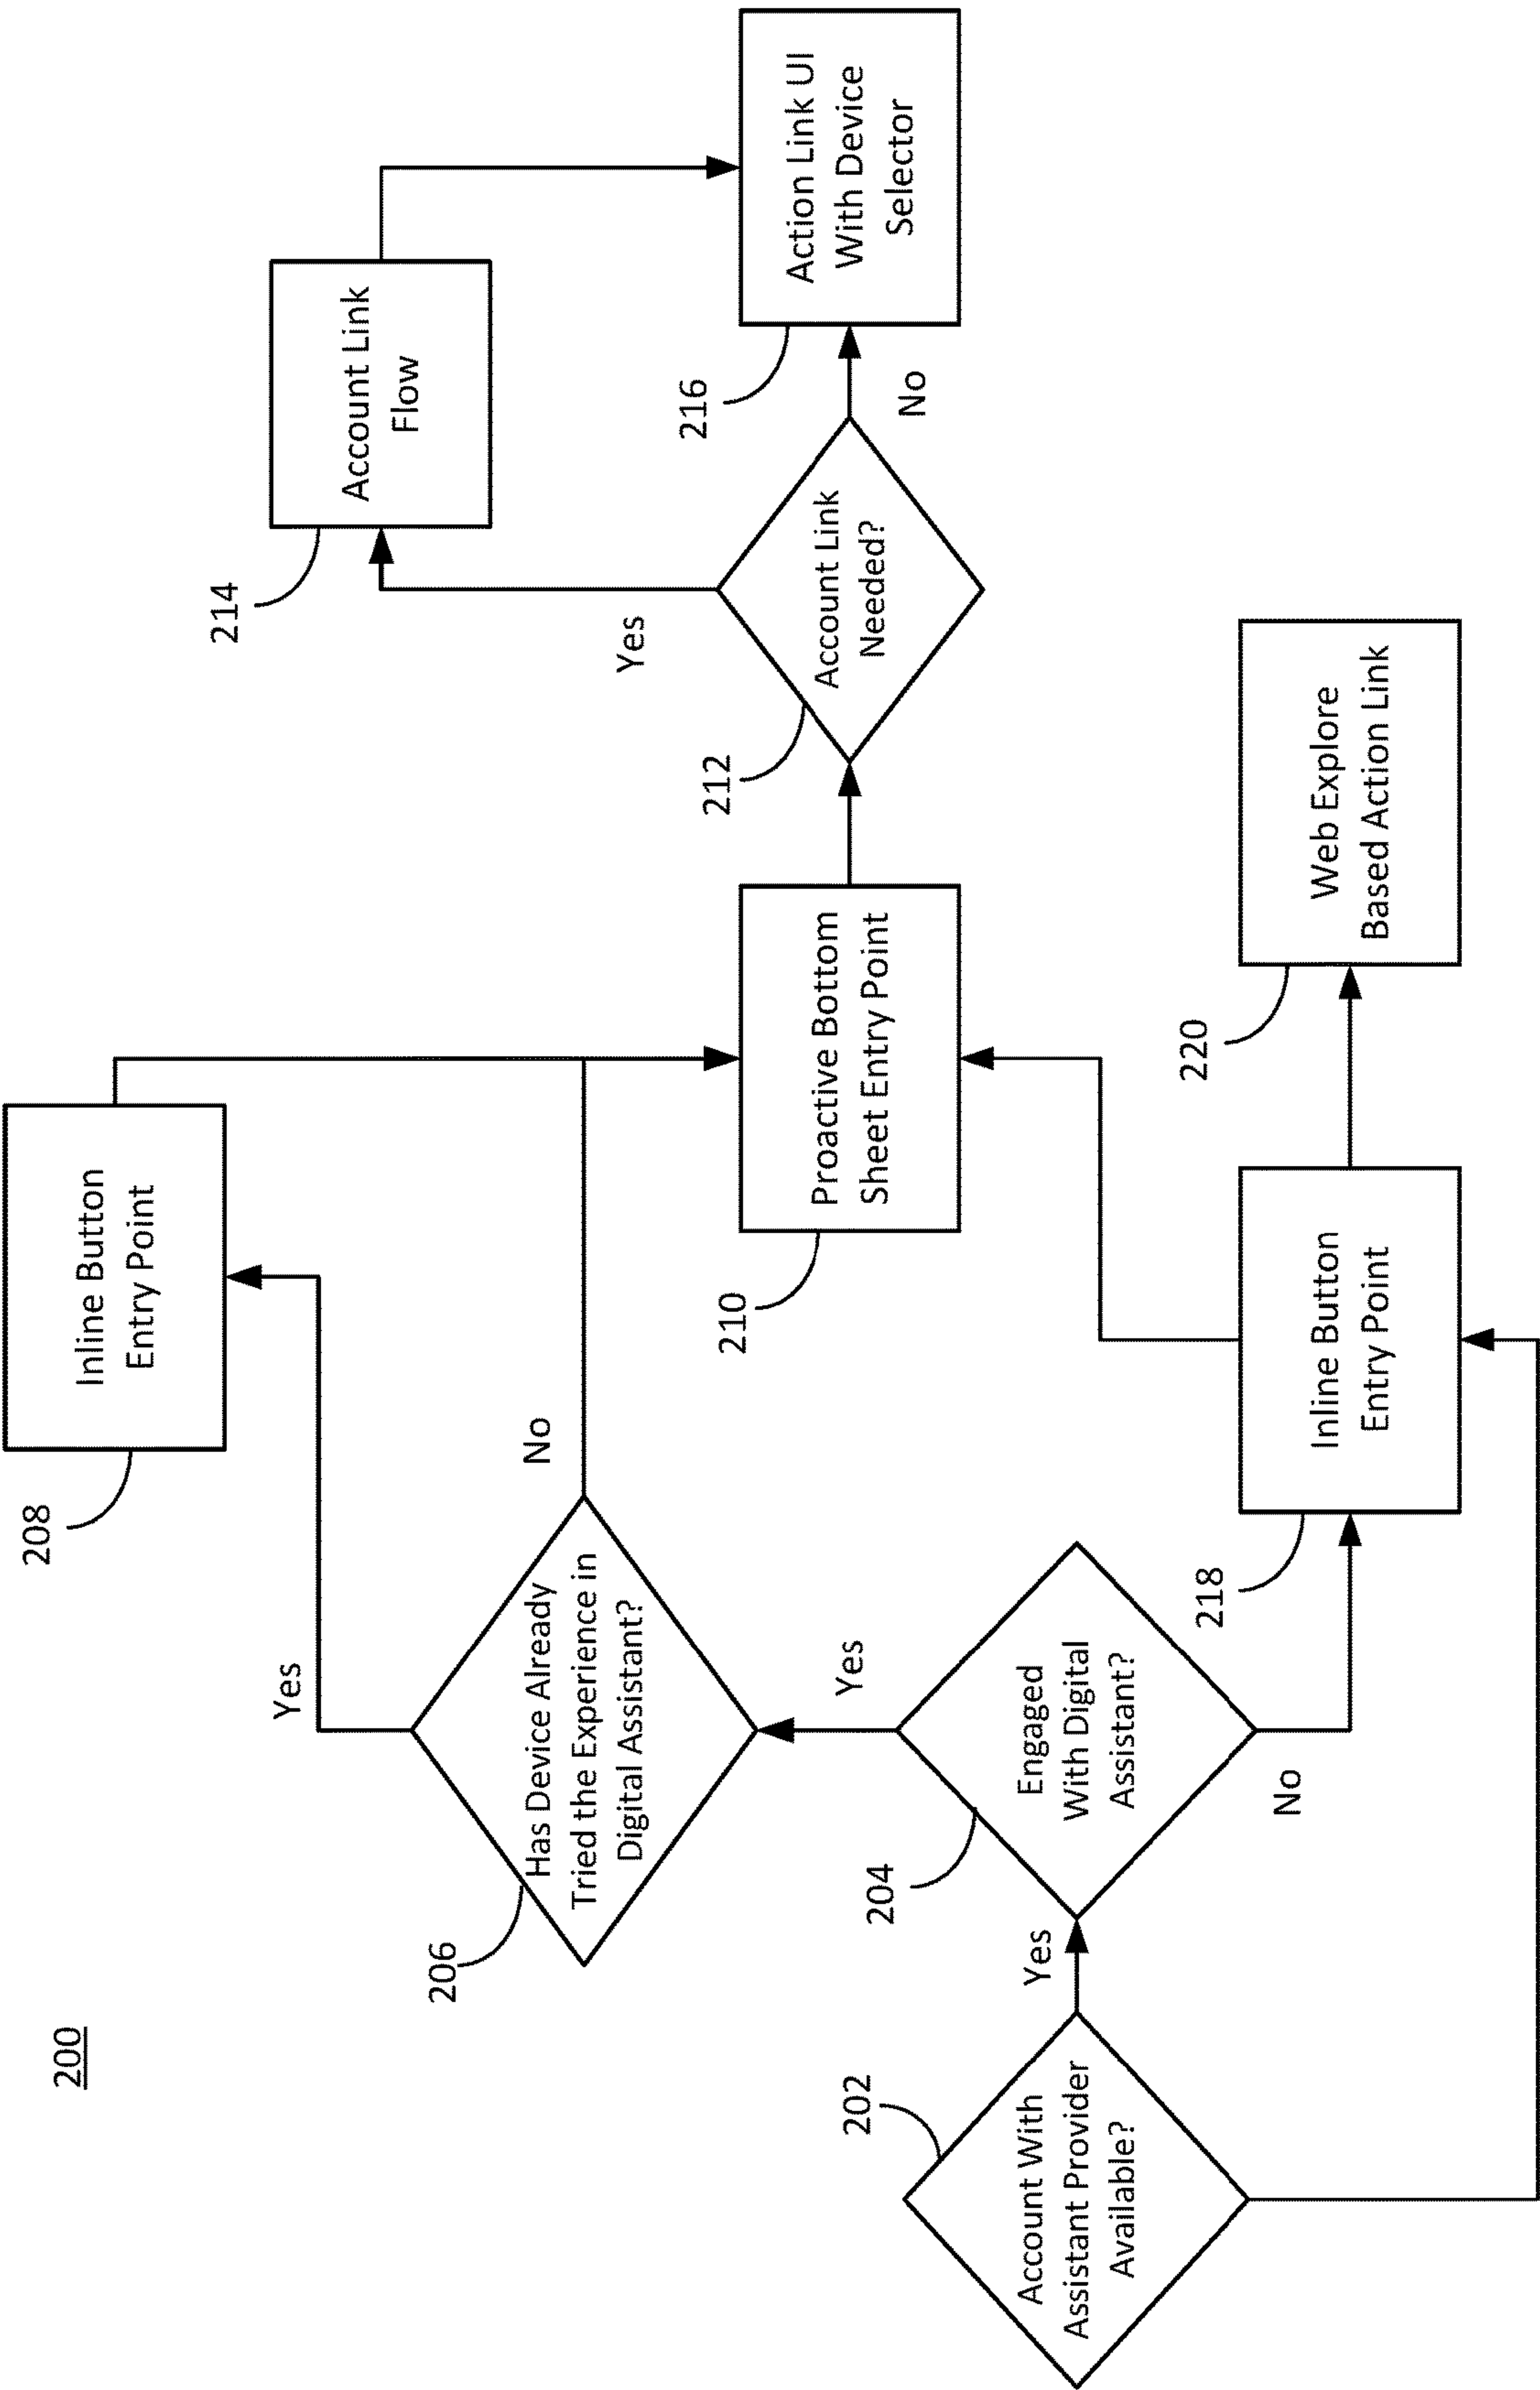 200
202
Account With
Assistant Provider
Available?
Yes
204
Engaged
With Digital
Assistant?
Yes
No
206
Has Device Already
Tried the Experience in
Digital Assistant?
Yes
No
208
Inline Button
Entry Point
210
Proactive Bottom
Sheet Entry Point
212
Account Link
Needed?
Yes
No
214
Account Link
Flow
216
Action Link UI
With Device
Selector
218
Inline Button
Entry Point
220
Web Explore
Based Action Link